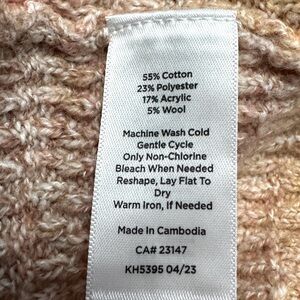 55% Cotton
23% Polyester
17% Acrylic
5% Wool
Machine Wash Cold
Gentle Cycle
Only Non-Chlorine
Bleach When Needed
Reshape, Lay Flat To
Dry
Warm Iron, If Needed
Made In Cambodia
CA# 23147
KH5395 04/23